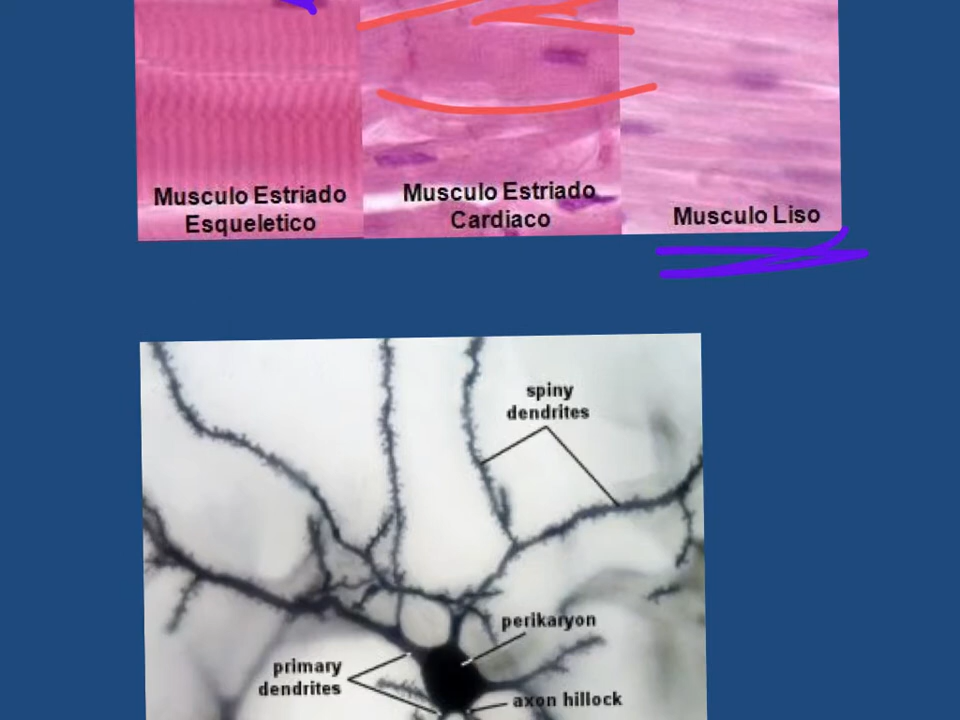 Musculo Estriado
Esqueletico
Musculo Estriado
Cardiaco
Musculo Liso
spiny
dendrites
perikaryon
primary
dendrites
axon hillock